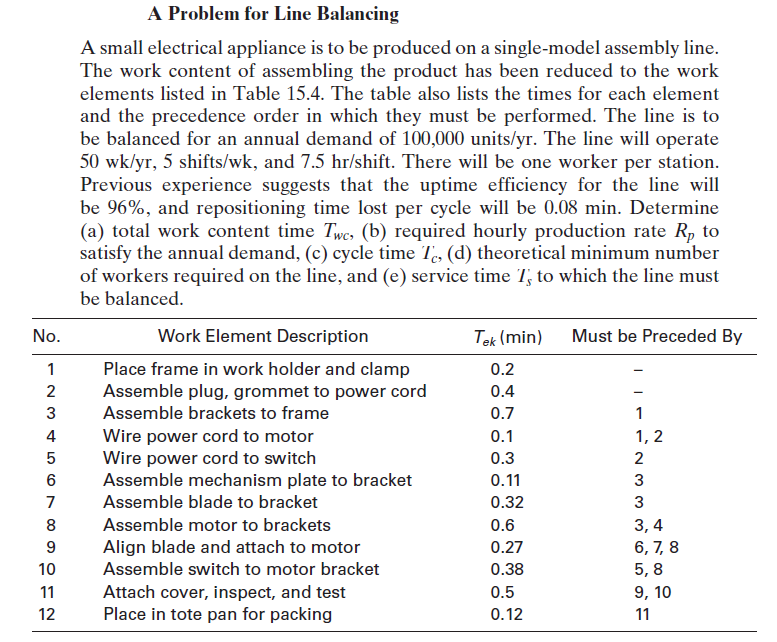 A Problem for Line Balancing
A small electrical appliance is to be produced on a single-model assembly line.
The work content of assembling the product has been reduced to the work
elements listed in Table 15.4. The table also lists the times for each element
and the precedence order in which they must be performed. The line is to
be balanced for an annual demand of 100,000 units/yr. The line will operate
50 wk/yr, 5 shifts/wk, and 7.5 hr/shift. There will be one worker per station.
Previous experience suggests that the uptime efficiency for the line will
be 96%, and repositioning time lost per cycle will be 0.08 min. Determine
(a) total work content time Twc, (b) required hourly production rate Rp to
satisfy the annual demand, (c) cycle time Tc, (d) theoretical minimum number
of workers required on the line, and (e) service time Ts to which the line must
be balanced.
No. Work Element Description Tek (min) Must be Preceded By
1 Place frame in work holder and clamp 0.2 –
2 Assemble plug, grommet to power cord 0.4 –
3 Assemble brackets to frame 0.7 1
4 Wire power cord to motor 0.1 1, 2
5 Wire power cord to switch 0.3 2
6 Assemble mechanism plate to bracket 0.11 3
7 Assemble blade to bracket 0.32 3
8 Assemble motor to brackets 0.6 3, 4
9 Align blade and attach to motor 0.27 6, 7, 8
10 Assemble switch to motor bracket 0.38 5, 8
11 Attach cover, inspect, and test 0.5 9, 10
12 Place in tote pan for packing 0.12 11